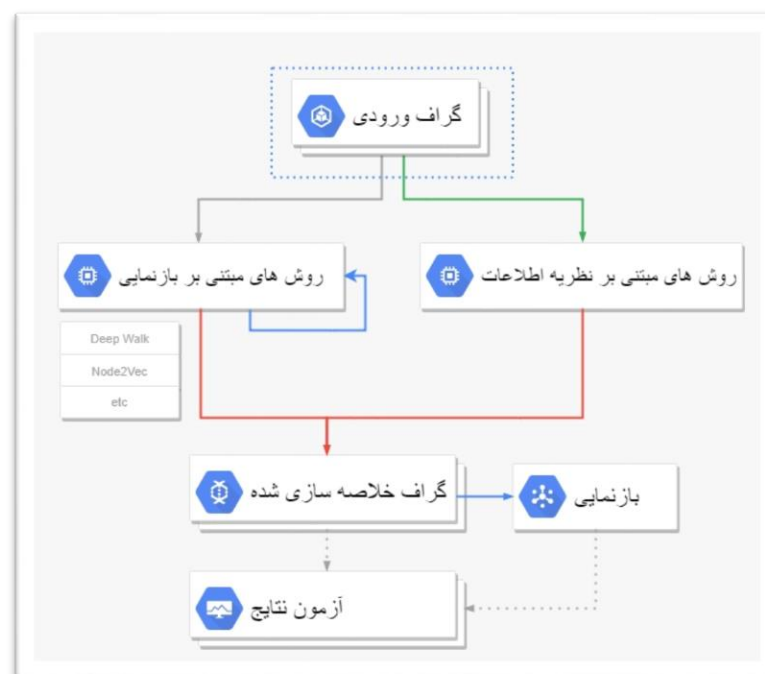 گراف ورودی
روش های مبتنی بر نظریه اطلاعات
روش های مبتنی بر بازنمایی
Deep Walk
Node2Vec
etc
گراف خلاصه سازی شده
بازنمایی
آزمون نتایج